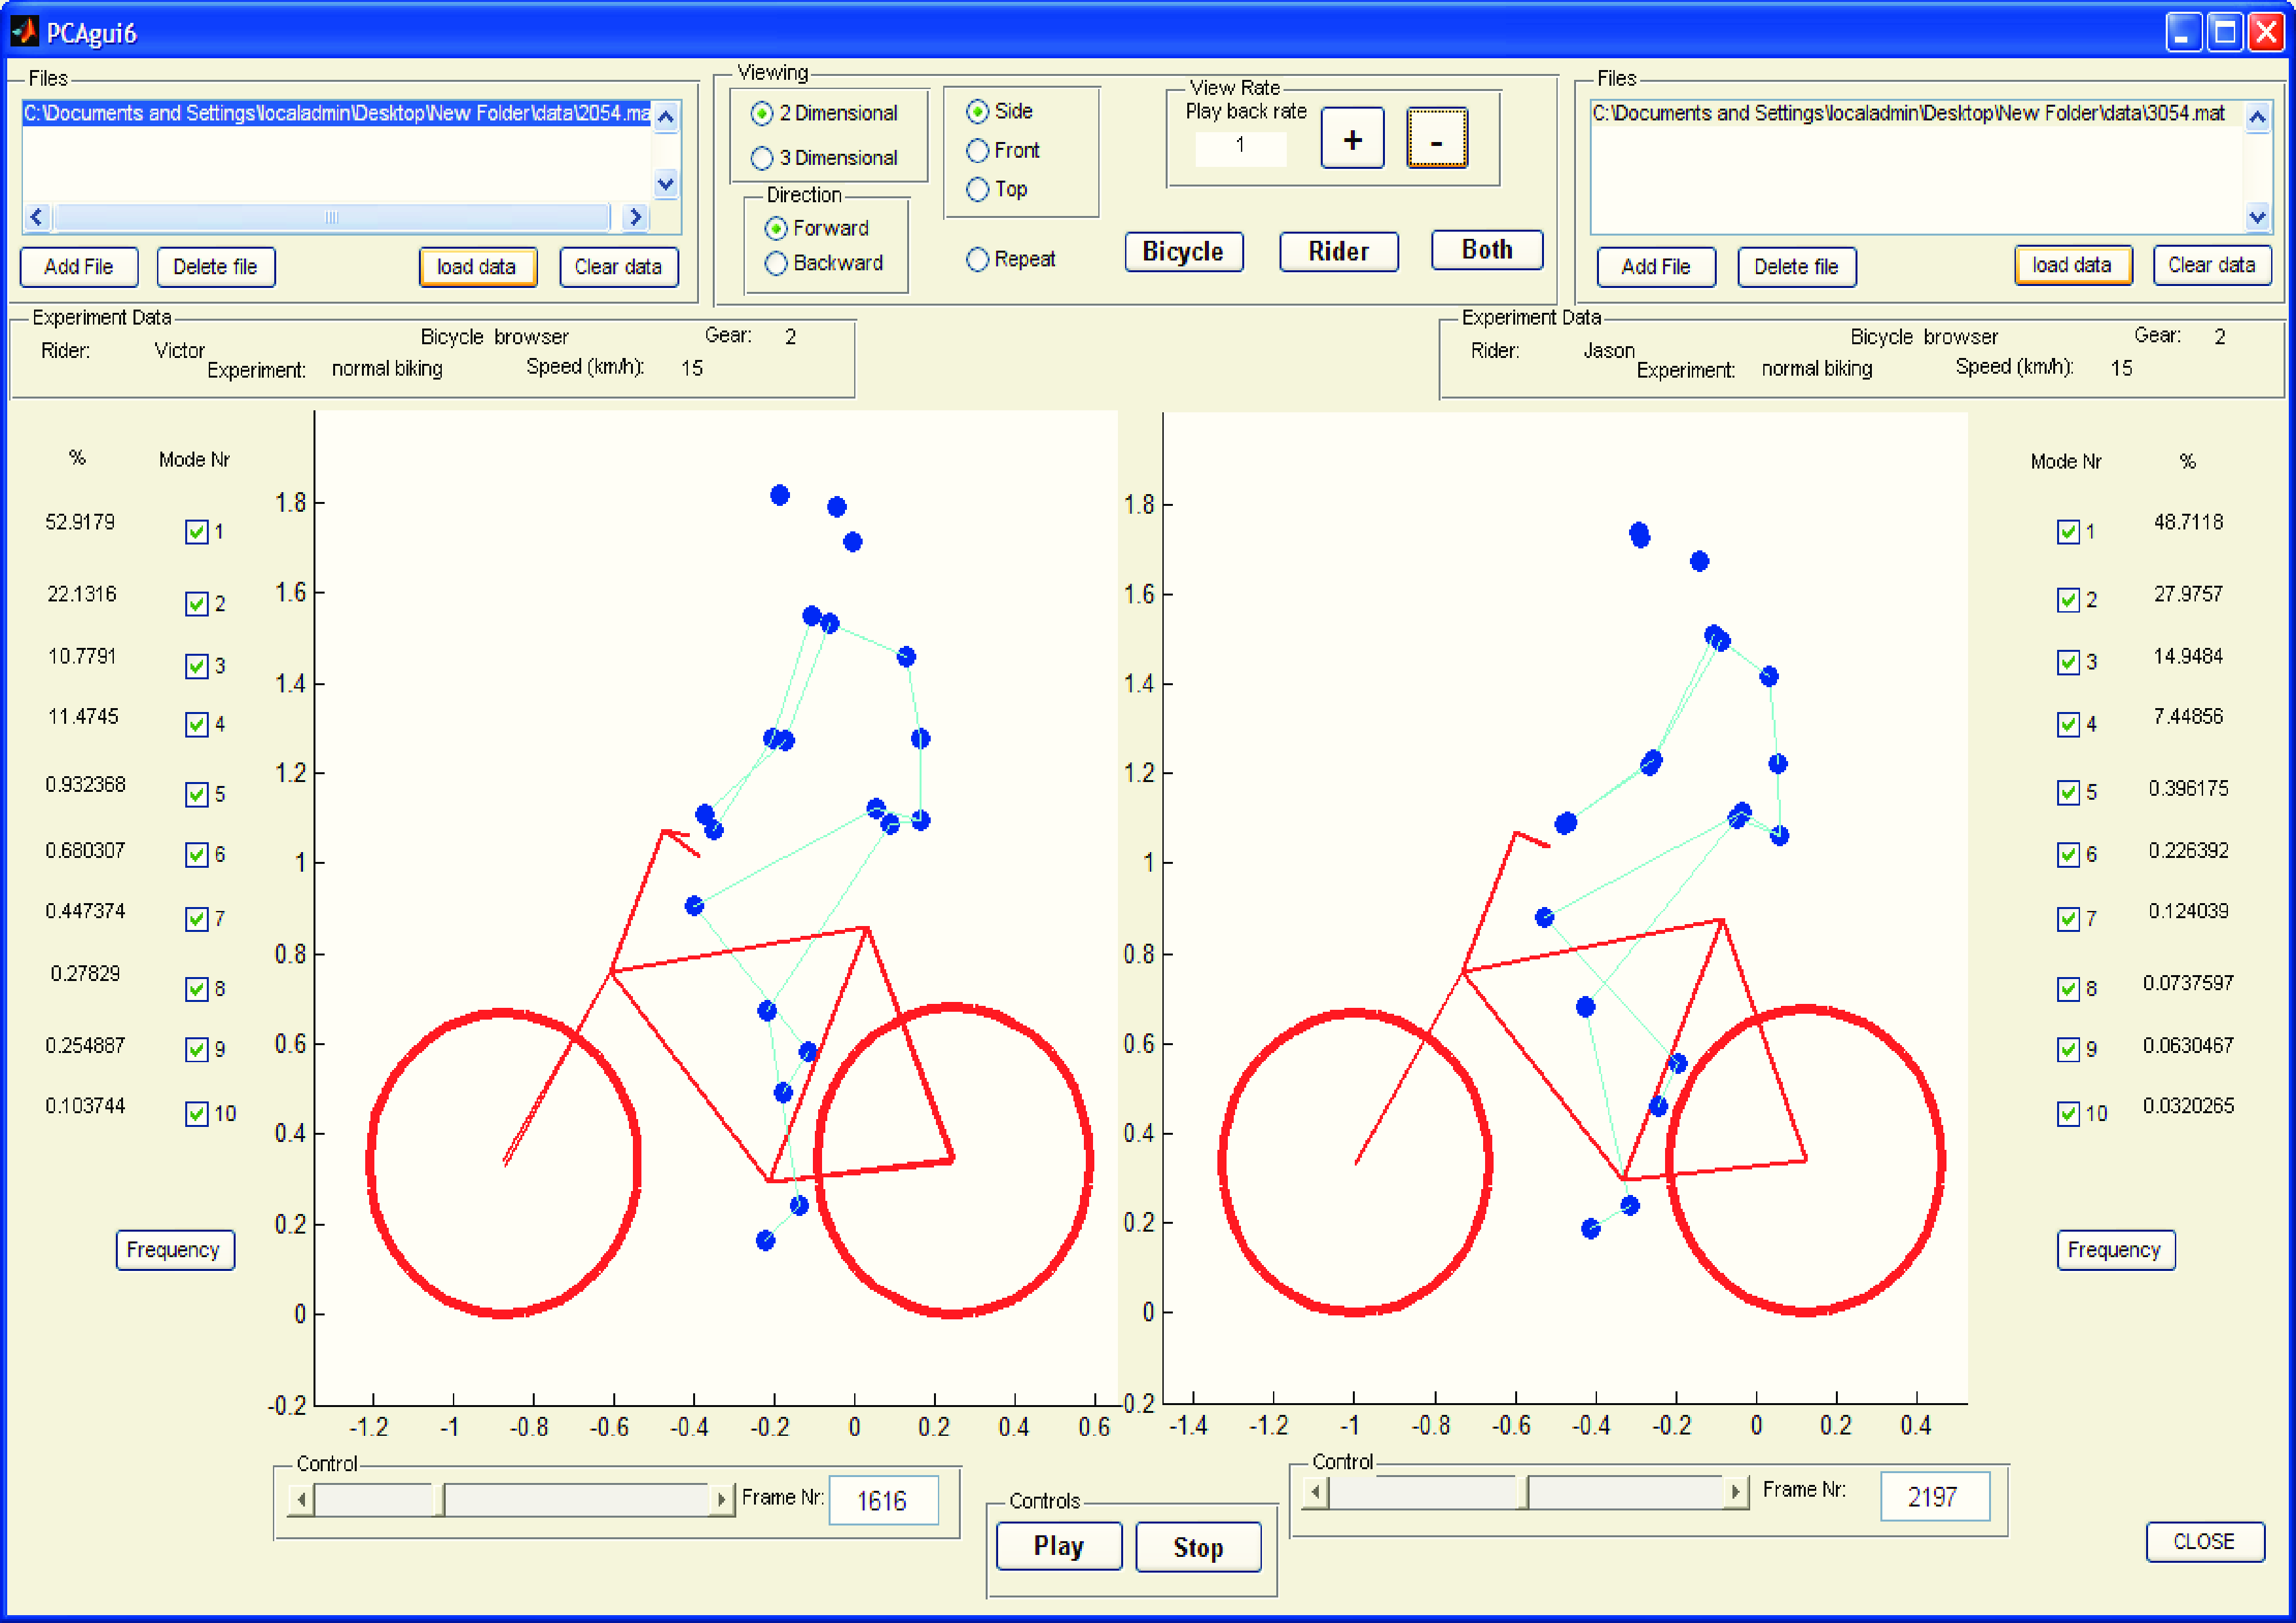 PCAgui6
Files
C:\Documents and Settings\localadmin\Desktop\New Folder\data\2054.ma
Add File
Delete file
load data
Clear data
Viewing
2 Dimensional
3 Dimensional
Direction
Forward
Backward
Side
Front
Top
Repeat
View Rate
Play back rate
1
+
-
Bicycle
Rider
Both
Files
C:\Documents and Settings\localadmin\Desktop\New Folder\data\3054.mat
Add File
Delete file
load data
Clear data
Experiment Data
Bicycle browser Gear: 2
Rider: Victor
Experiment: normal biking Speed (km/h): 15
Experiment Data
Bicycle browser Gear: 2
Rider: Jason
Experiment: normal biking Speed (km/h): 15
% Mode Nr
52.9179 1
22.1316 2
10.7791 3
11.4745 4
0.932368 5
0.680307 6
0.447374 7
0.27829 8
0.254887 9
0.103744 10
Frequency
1.8
1.6
1.4
1.2
1
0.8
0.6
0.4
0.2
0
-0.2
-1.2 -1 -0.8 -0.6 -0.4 -0.2 0 0.2 0.4 0.6
1.8
1.6
1.4
1.2
1
0.8
0.6
0.4
0.2
0
-0.2
-1.4 -1.2 -1 -0.8 -0.6 -0.4 -0.2 0 0.2 0.4
Mode Nr %
1 48.7118
2 27.9757
3 14.9484
4 7.44856
5 0.396175
6 0.226392
7 0.124039
8 0.0737597
9 0.0630467
10 0.0320265
Frequency
Control
Frame Nr: 1616
Controls
Play
Stop
Control
Frame Nr: 2197
CLOSE